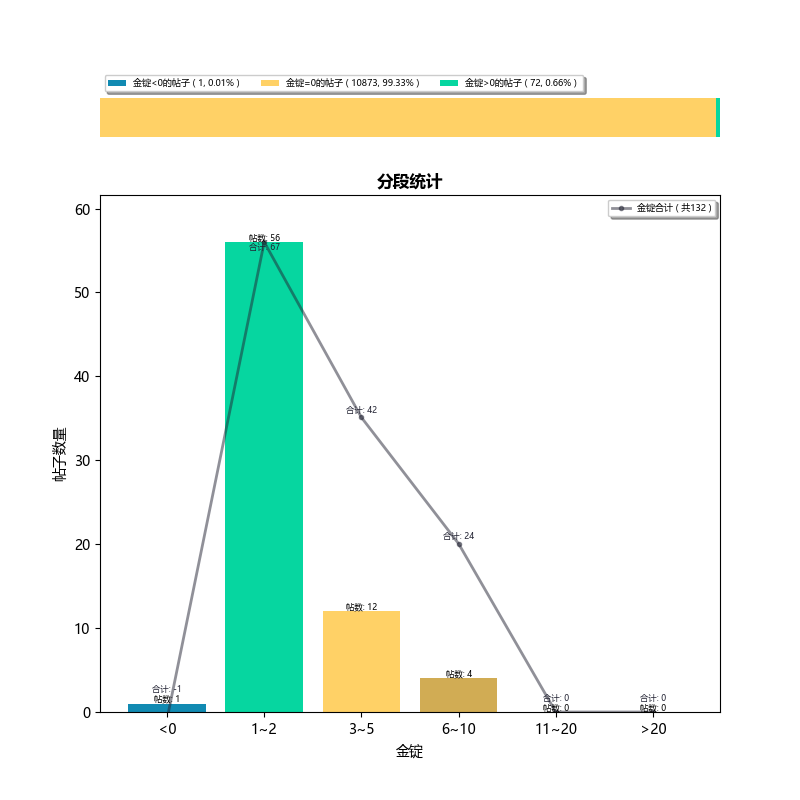 金锭<0的帖子 ( 1, 0.01% ) 金锭=0的帖子 ( 10873, 99.33% ) 金锭>0的帖子 ( 72, 0.66% )
分段统计
金锭合计 ( 共132 )
60
50
40
30
20
10
0
帖子数量
帖数: 56
合计: 67
合计: 42
合计: 24
帖数: 12
帖数: 4
合计: -1
帖数: 1
合计: 0
帖数: 0
合计: 0
帖数: 0
<0 1~2 3~5 6~10 11~20 >20
金锭